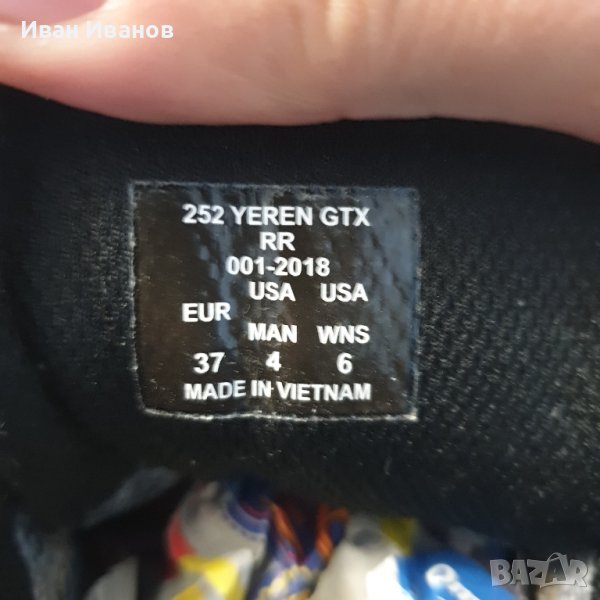 Иван Иванов
252 YEREN GTX
RR
001-2018
USA USA
EUR
MAN WNS
37 4 6
MADE IN VIETNAM
BAZAR